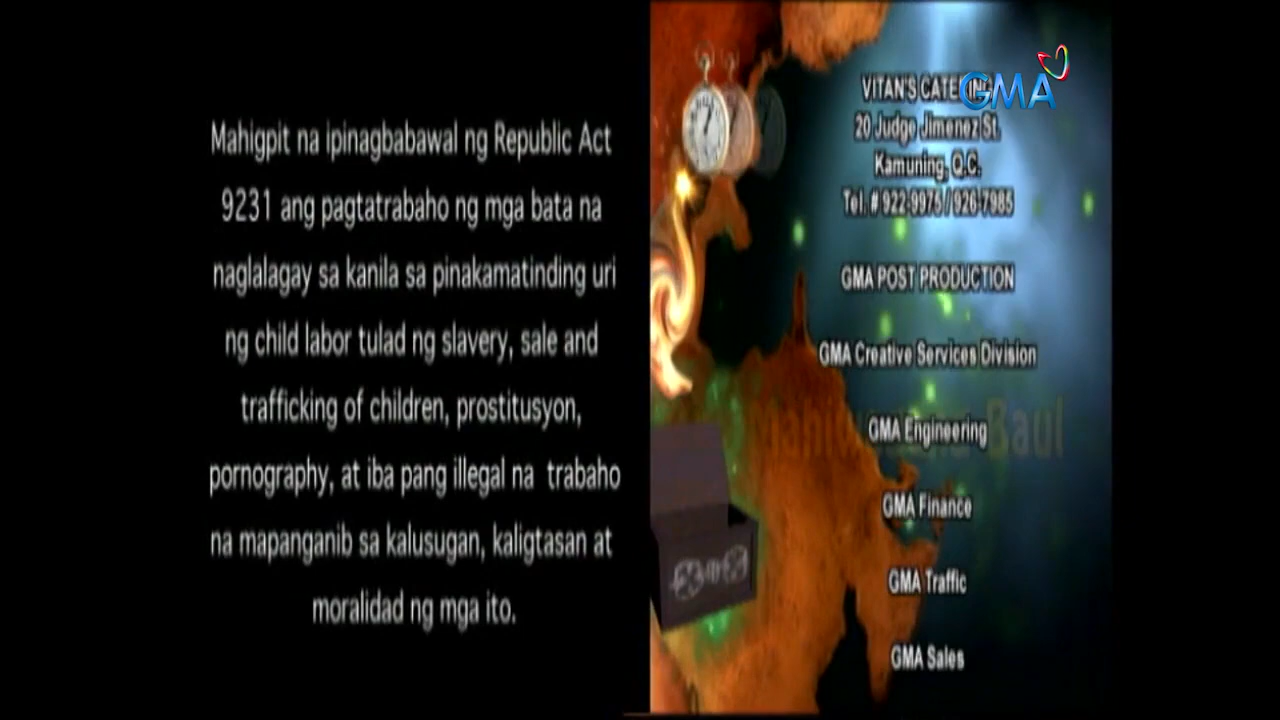 Mahigpit na ipinagbabawal ng Republic Act
9231 ang pagtatrabaho ng mga bata na
naglalagay sa kanila sa pinakamatinding uri
ng child labor tulad ng slavery, sale and
trafficking of children, prostitusyon,
pornography, at iba pang illegal na trabaho
na mapanganib sa kalusugan, kaligtasan at
moralidad ng mga ito.
GMA
VITAN'S CATERING
20 Judge Jimenez St.
Kamuning, Q.C.
Tel. # 922-9975 / 926-7985
GMA POST PRODUCTION
GMA Creative Services Division
GMA Engineering
Baul
GMA Finance
GMA Traffic
GMA Sales